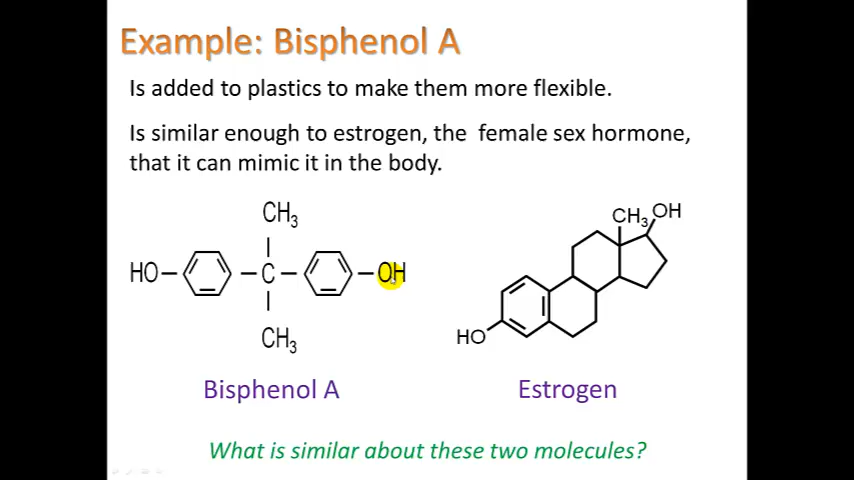 Example: Bisphenol A
Is added to plastics to make them more flexible.
Is similar enough to estrogen, the female sex hormone,
that it can mimic it in the body.
CH3
HO
C
OH
CH3
CH3
OH
HO
Bisphenol A
Estrogen
What is similar about these two molecules?